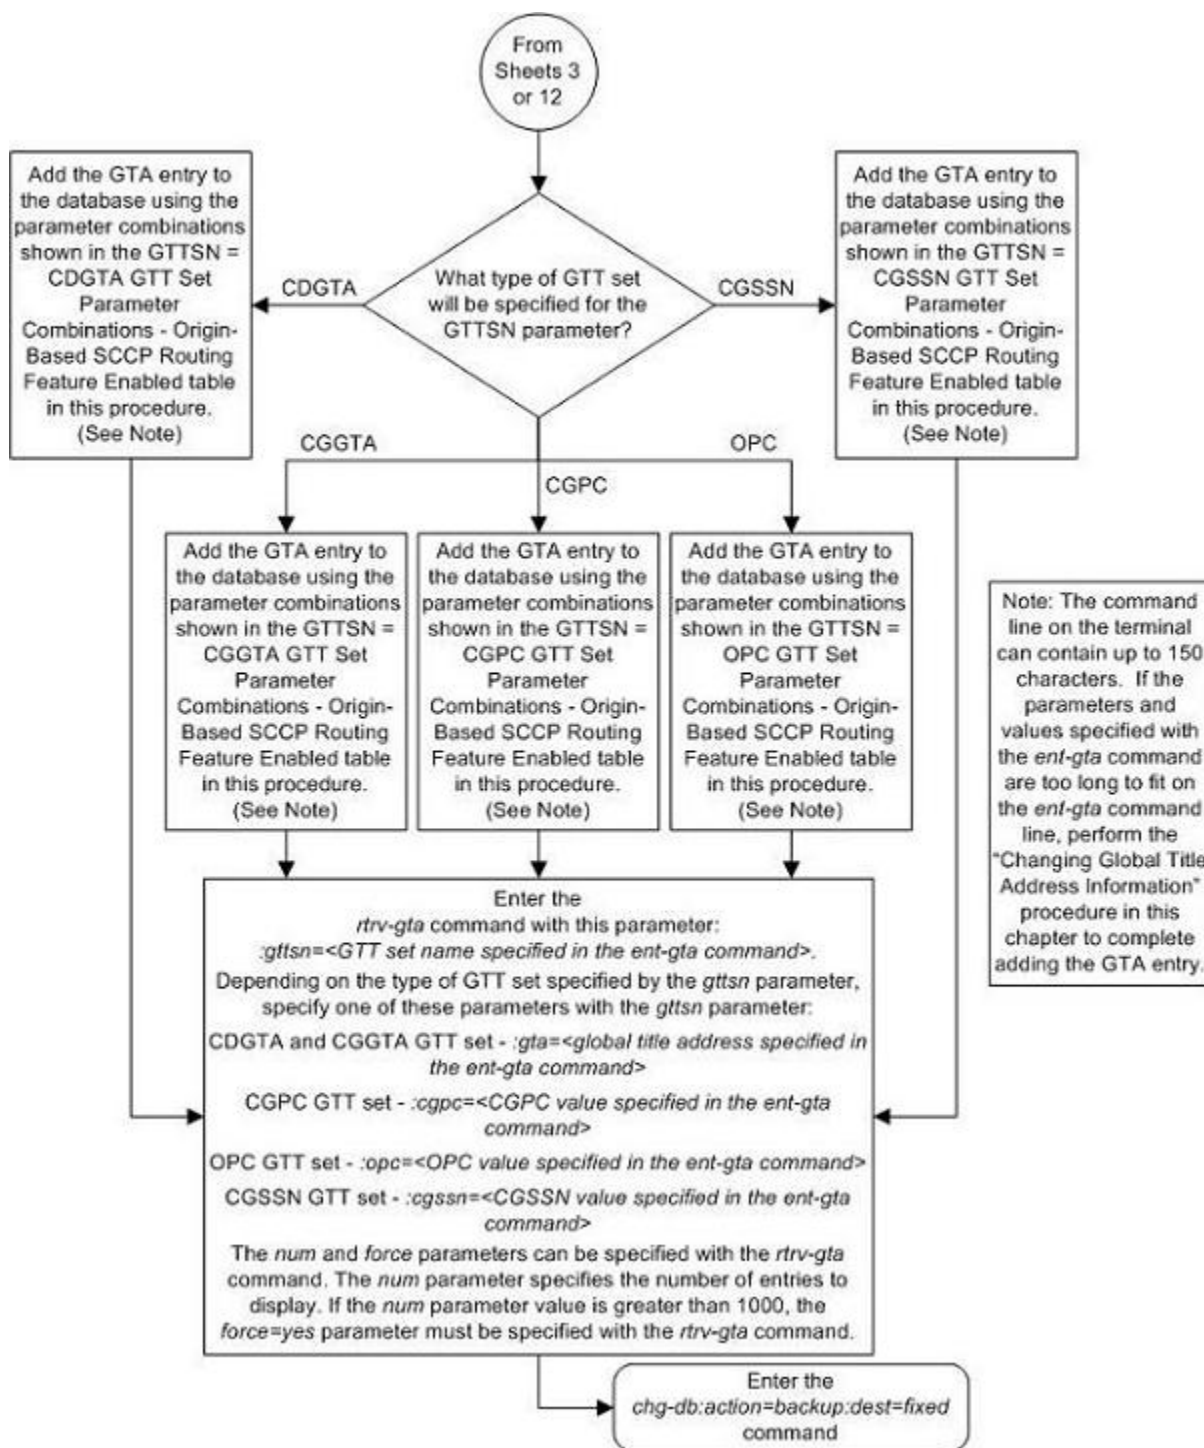 From
Sheets 3
or 12
Add the GTA entry to
the database using the
parameter combinations
shown in the GTTSN =
CDGTA GTT Set
Parameter
Combinations - Origin-
Based SCCP Routing
Feature Enabled table
in this procedure.
(See Note)
CDGTA
What type of GTT set
will be specified for the
GTTSN parameter?
CGSSN
Add the GTA entry to
the database using the
parameter combinations
shown in the GTTSN =
CGSSN GTT Set
Parameter
Combinations - Origin-
Based SCCP Routing
Feature Enabled table
in this procedure.
(See Note)
CGGTA
CGPC
OPC
Add the GTA entry to
the database using the
parameter combinations
shown in the GTTSN =
CGGTA GTT Set
Parameter
Combinations - Origin-
Based SCCP Routing
Feature Enabled table
in this procedure.
(See Note)
Add the GTA entry to
the database using the
parameter combinations
shown in the GTTSN =
CGPC GTT Set
Parameter
Combinations - Origin-
Based SCCP Routing
Feature Enabled table
in this procedure.
(See Note)
Add the GTA entry to
the database using the
parameter combinations
shown in the GTTSN =
OPC GTT Set
Parameter
Combinations - Origin-
Based SCCP Routing
Feature Enabled table
in this procedure.
(See Note)
Note: The command
line on the terminal
can contain up to 150
characters. If the
parameters and
values specified with
the ent-gta command
are too long to fit on
the ent-gta command
line, perform the
"Changing Global Title
Address Information"
procedure in this
chapter to complete
adding the GTA entry.
Enter the
rtrv-gta command with this parameter:
:gttsn=<GTT set name specified in the ent-gta command>.
Depending on the type of GTT set specified by the gttsn parameter,
specify one of these parameters with the gttsn parameter:
CDGTA and CGGTA GTT set - :gta=<global title address specified in
the ent-gta command>
CGPC GTT set - :cgpc=<CGPC value specified in the ent-gta
command>
OPC GTT set - :opc=<OPC value specified in the ent-gta command>
CGSSN GTT set - :cgssn=<CGSSN value specified in the ent-gta
command>
The num and force parameters can be specified with the rtrv-gta
command. The num parameter specifies the number of entries to
display. If the num parameter value is greater than 1000, the
force=yes parameter must be specified with the rtrv-gta command.
Enter the
chg-db:action=backup:dest=fixed
command